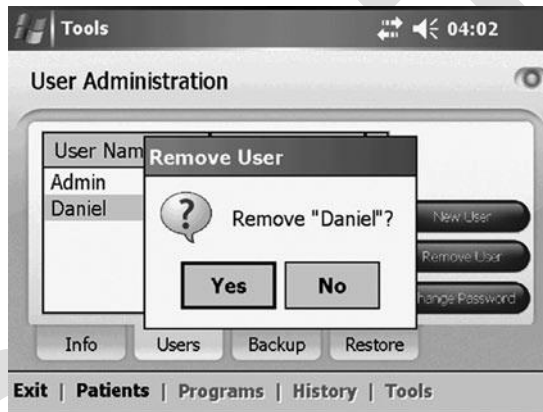 Tools 04:02
User Administration
User Nam
Remove User
Admin
Daniel
Remove "Daniel"?
New User
Remove User
hange Password
Yes No
Info Users Backup Restore
Exit | Patients | Programs | History | Tools